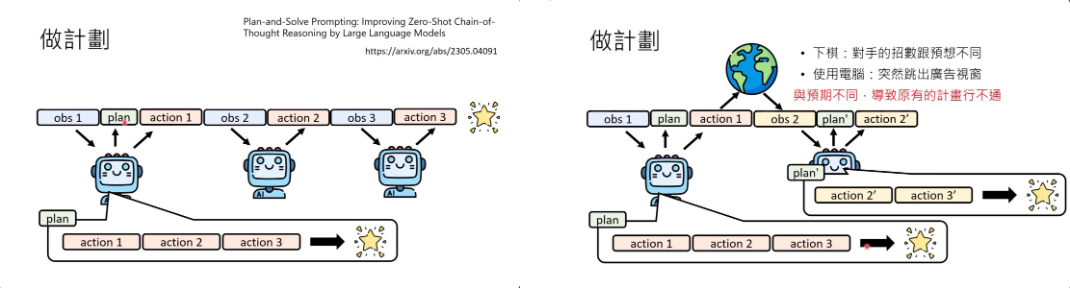 做計劃
Plan-and-Solve Prompting: Improving Zero-Shot Chain-of-
Thought Reasoning by Large Language Models
https://arxiv.org/abs/2305.04091
obs 1
plan
action 1
obs 2
action 2
obs 3
action 3
AI
AI
plan
action 1
action 2
action 3
做計劃
• 下棋：對手的招數跟預想不同
• 使用電腦：突然跳出廣告視窗
與預期不同，導致原有的計畫行不通
obs 1
plan
action 1
obs 2
plan'
action 2'
plan'
action 2'
action 3'
plan
action 1
action 2
action 3